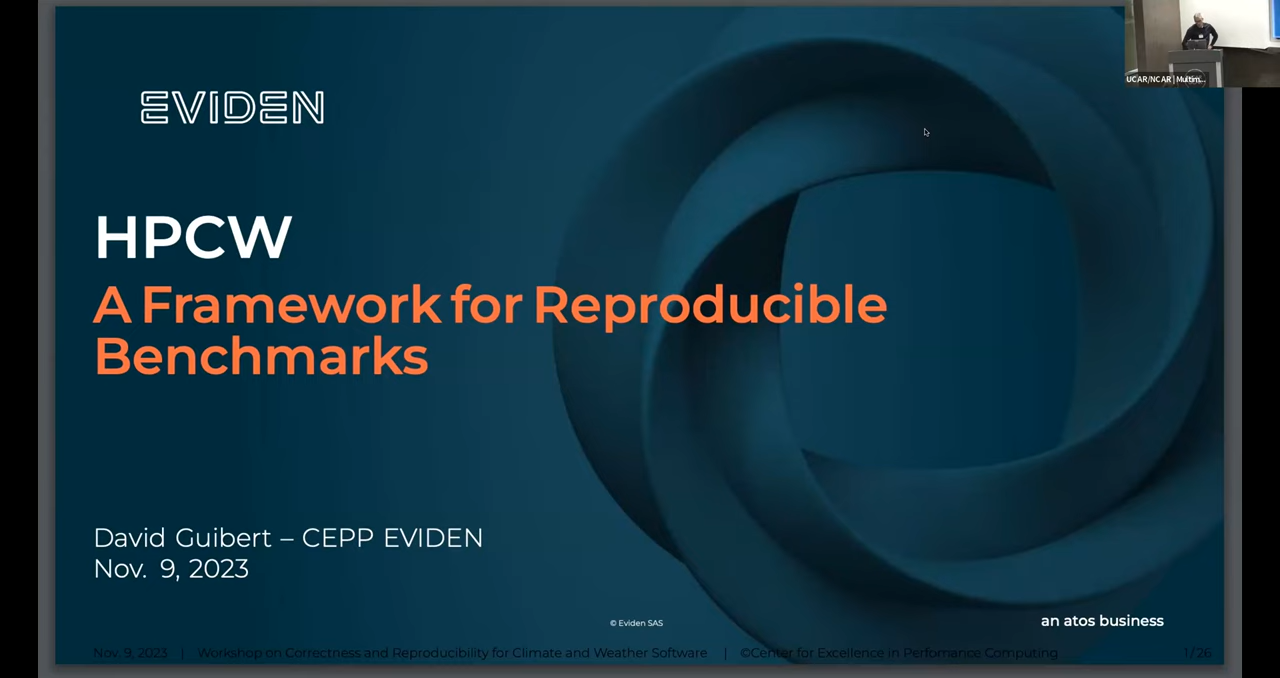 UCAR/NCAR | Multim...
EVIDEN
HPCW
A Framework for Reproducible
Benchmarks
David Guibert – CEPP EVIDEN
Nov. 9, 2023
© Eviden SAS
an atos business
Nov. 9, 2023 | Workshop on Correctness and Reproducibility for Climate and Weather Software | ©Center for Excellence in Perfomance Computing 1 / 26